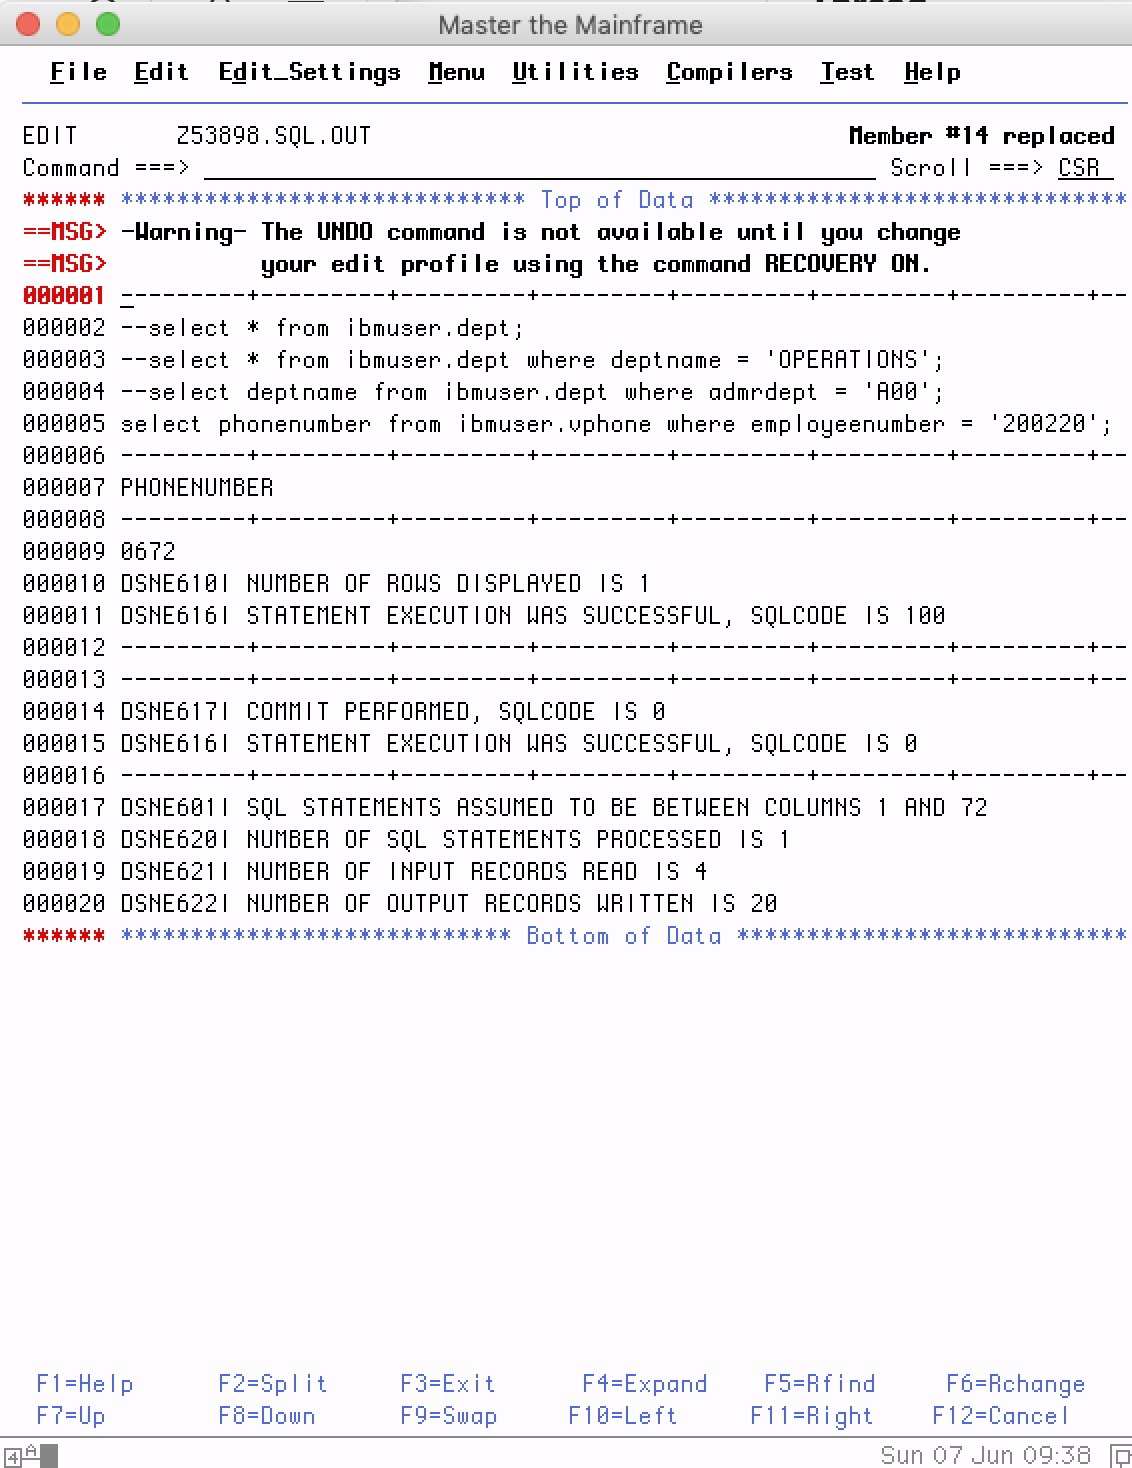 Master the Mainframe
File Edit Edit_Settings Menu Utilities Compilers Test Help
EDIT Z53898.SQL.OUT Member #14 replaced
Command ===> Scroll ===> CSR
****** ***************************** Top of Data ******************************
==MSG> -Warning- The UNDO command is not available until you change
==MSG> your edit profile using the command RECOVERY ON.
000001 ---------+---------+---------+---------+---------+---------+---------+--
000002 --select * from ibmuser.dept;
000003 --select * from ibmuser.dept where deptname = 'OPERATIONS';
000004 --select deptname from ibmuser.dept where admrdept = 'A00';
000005 select phonenumber from ibmuser.vphone where employeenumber = '200220';
000006 ---------+---------+---------+---------+---------+---------+---------+--
000007 PHONENUMBER
000008 ---------+---------+---------+---------+---------+---------+---------+--
000009 0672
000010 DSNE610I NUMBER OF ROWS DISPLAYED IS 1
000011 DSNE616I STATEMENT EXECUTION WAS SUCCESSFUL, SQLCODE IS 100
000012 ---------+---------+---------+---------+---------+---------+---------+--
000013 ---------+---------+---------+---------+---------+---------+---------+--
000014 DSNE617I COMMIT PERFORMED, SQLCODE IS 0
000015 DSNE616I STATEMENT EXECUTION WAS SUCCESSFUL, SQLCODE IS 0
000016 ---------+---------+---------+---------+---------+---------+---------+--
000017 DSNE601I SQL STATEMENTS ASSUMED TO BE BETWEEN COLUMNS 1 AND 72
000018 DSNE620I NUMBER OF SQL STATEMENTS PROCESSED IS 1
000019 DSNE621I NUMBER OF INPUT RECORDS READ IS 4
000020 DSNE622I NUMBER OF OUTPUT RECORDS WRITTEN IS 20
****** **************************** Bottom of Data ****************************
F1=Help F2=Split F3=Exit F4=Expand F5=Rfind F6=Rchange
F7=Up F8=Down F9=Swap F10=Left F11=Right F12=Cancel
4 A Sun 07 Jun 09:38